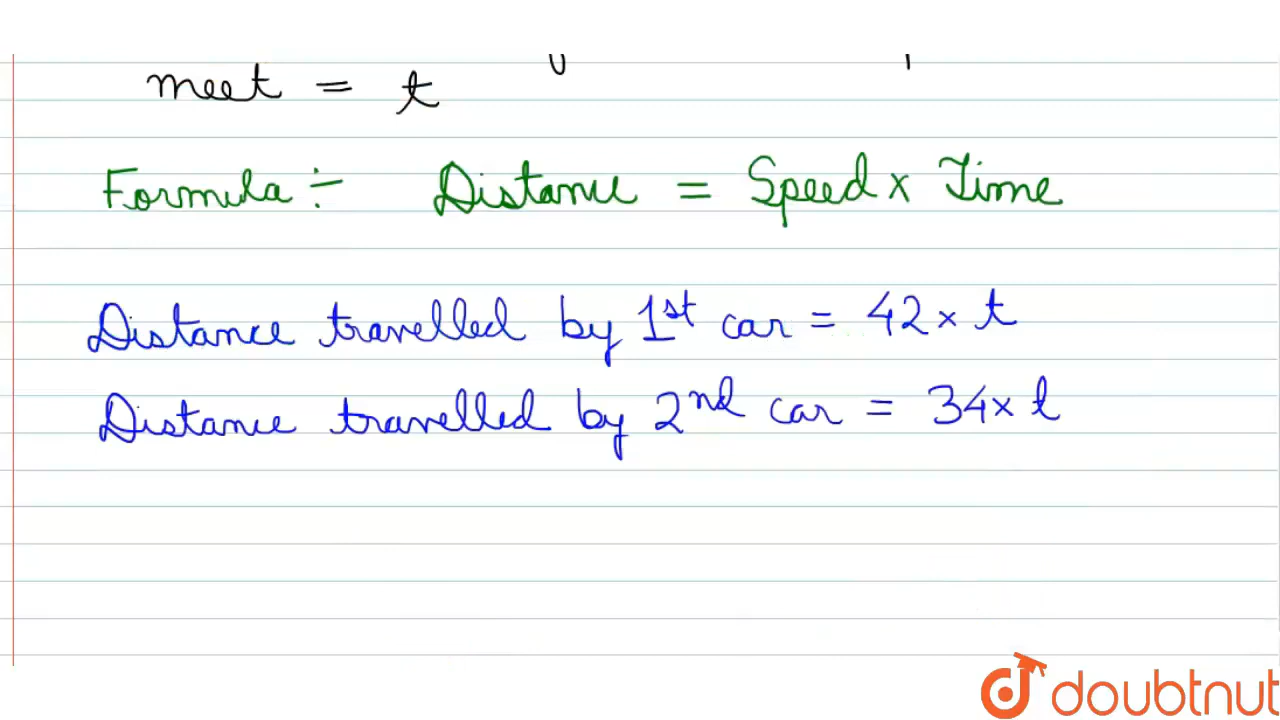 meet = t
Formula ÷ Distance = Speed x Time
Distance travelled by 1st car = 42 x t
Distance travelled by 2nd car = 34 x t
doubtnut